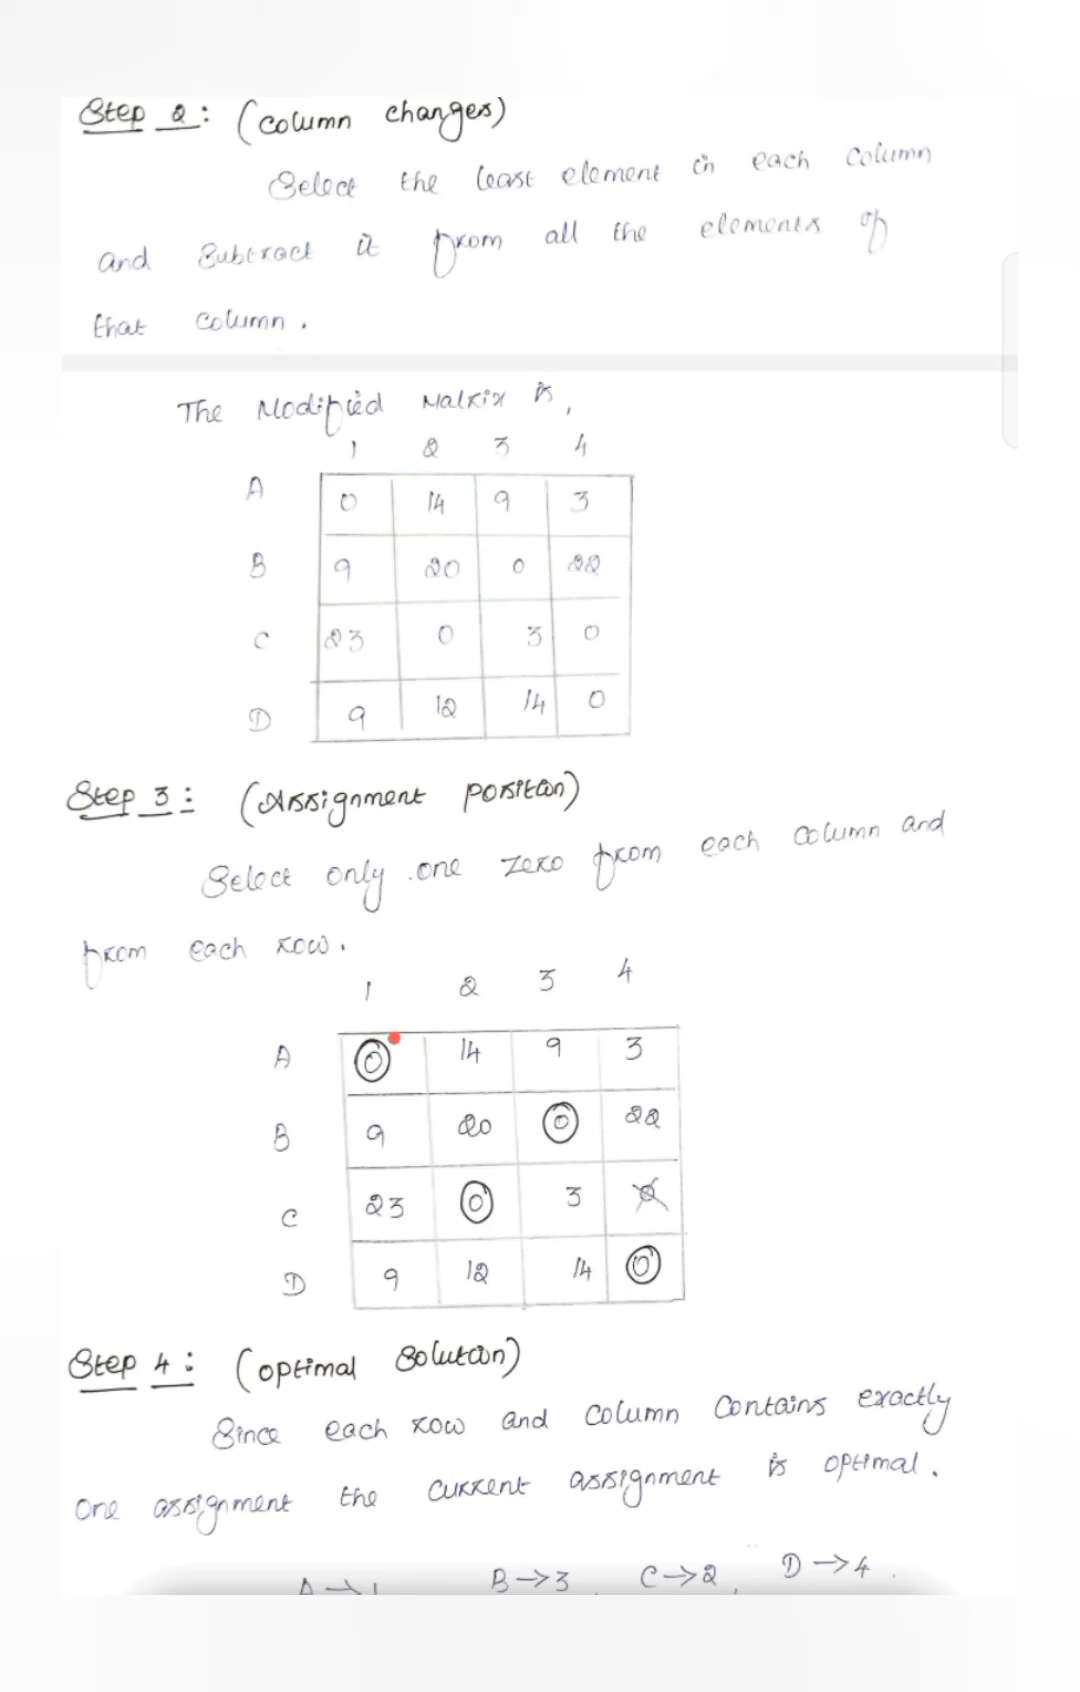 Step 2: (column changes)
Select the least element in each column
and Subtract it from all the elements of
that column.
The Modified Matrix is,
1 2 3 4
A 0 14 9 3
B 9 20 0 22
C 23 0 3 0
D 9 12 14 0
Step 3: (Assignment position)
Select only one zero from each column and
from each row.
1 2 3 4
A 0 14 9 3
B 9 20 0 22
C 23 0 3 0
D 9 12 14 0
Step 4: (optimal Solution)
Since each row and column Contains exactly
one assignment the current assignment is optimal.
A→1 B→3, C→2, D→4.